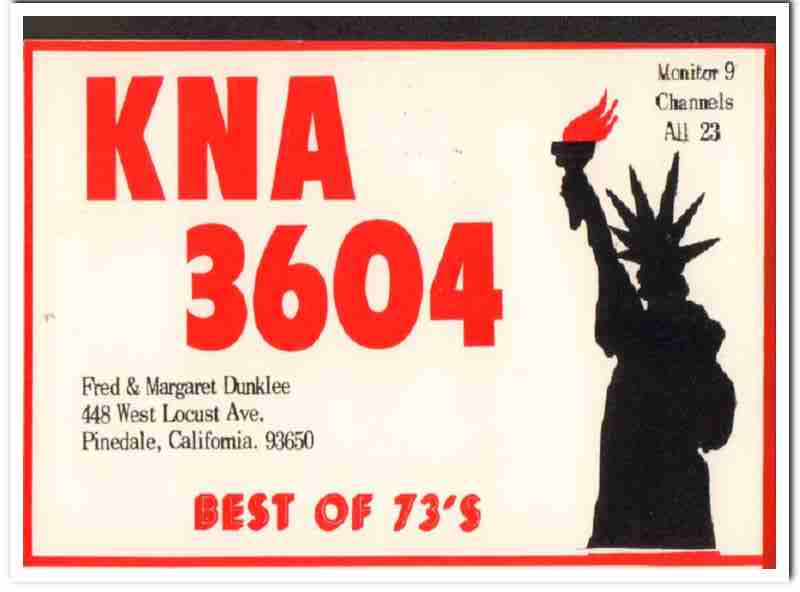 KNA
3604
Monitor 9
Channels
All 23
Fred & Margaret Dunklee
448 West Locust Ave.
Pinedale, California. 93650
BEST OF 73'S